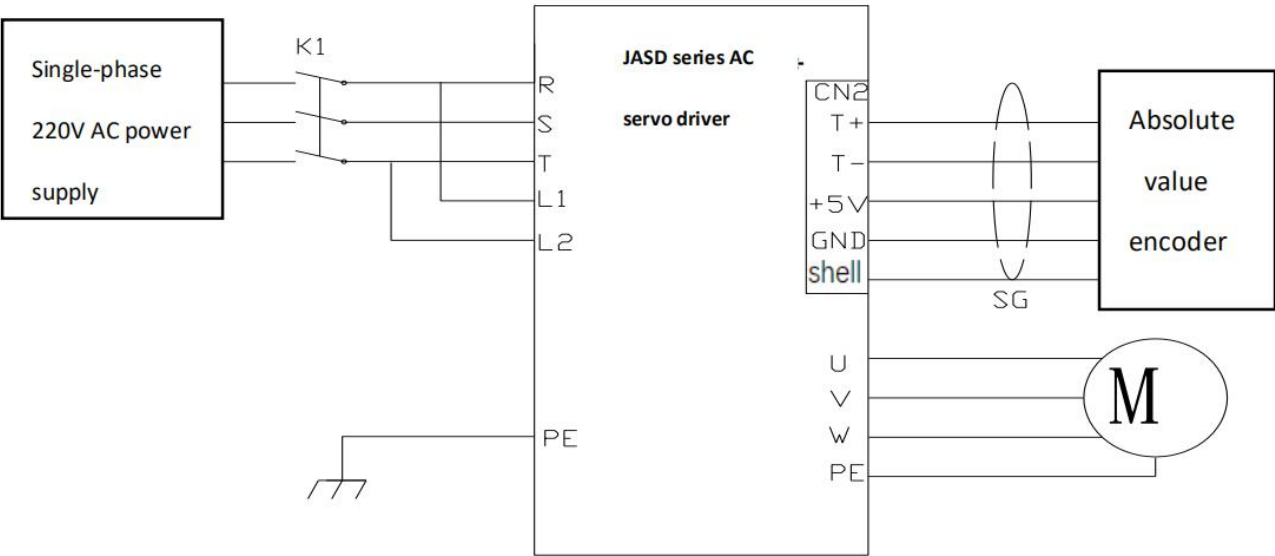 Single-phase
220V AC power
supply
K1
JASD series AC
servo driver
R
S
T
L1
L2
PE
CN2
T+
T-
+5V
GND
shell
SG
Absolute
value
encoder
U
V
W
PE
M